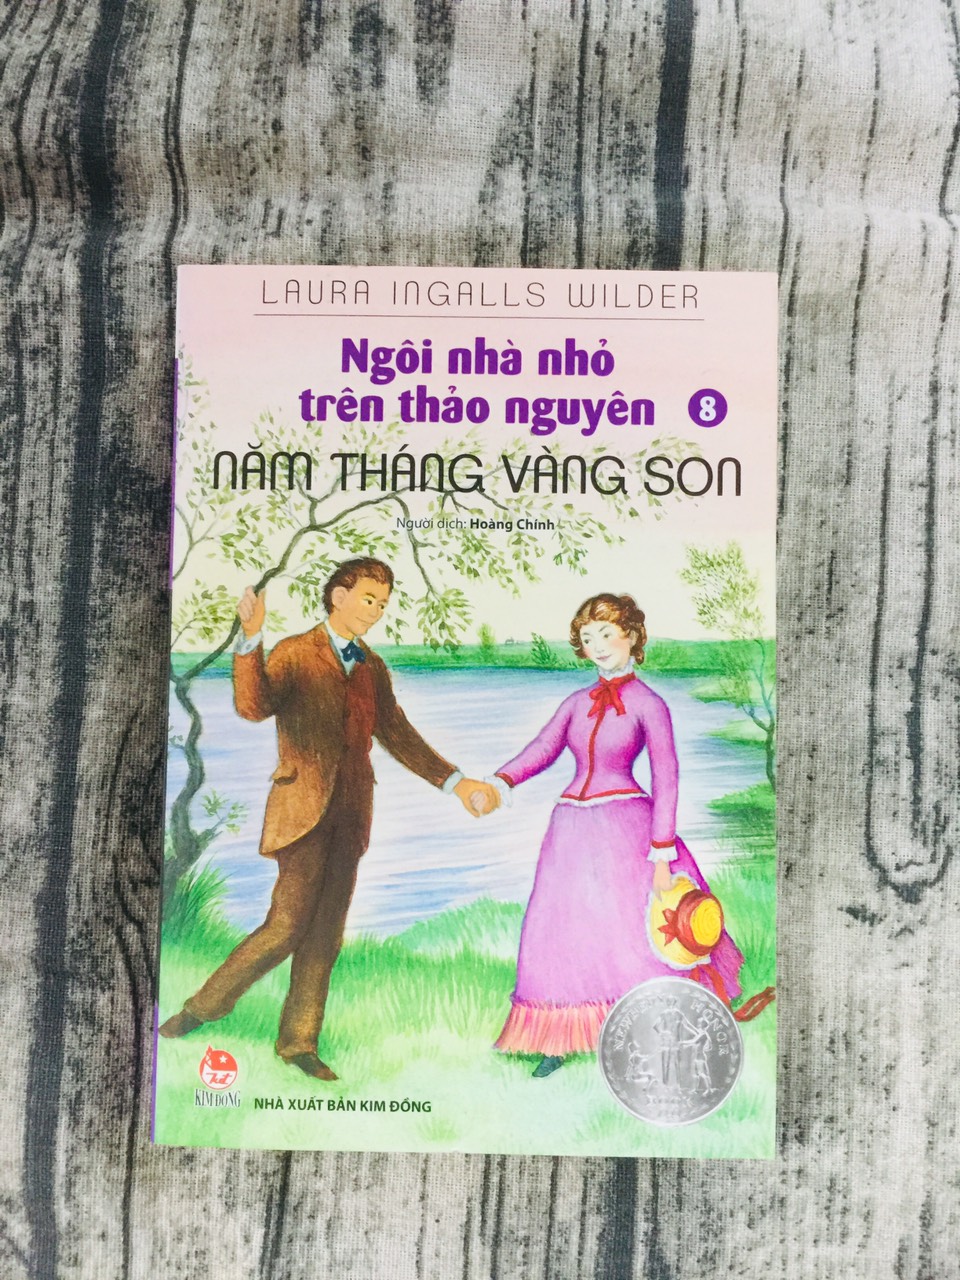 LAURA INGALLS WILDER
Ngôi nhà nhỏ
trên thảo nguyên 8
NĂM THÁNG VÀNG SON
Người dịch: Hoàng Chính
KIM ĐỒNG
NHÀ XUẤT BẢN KIM ĐỒNG